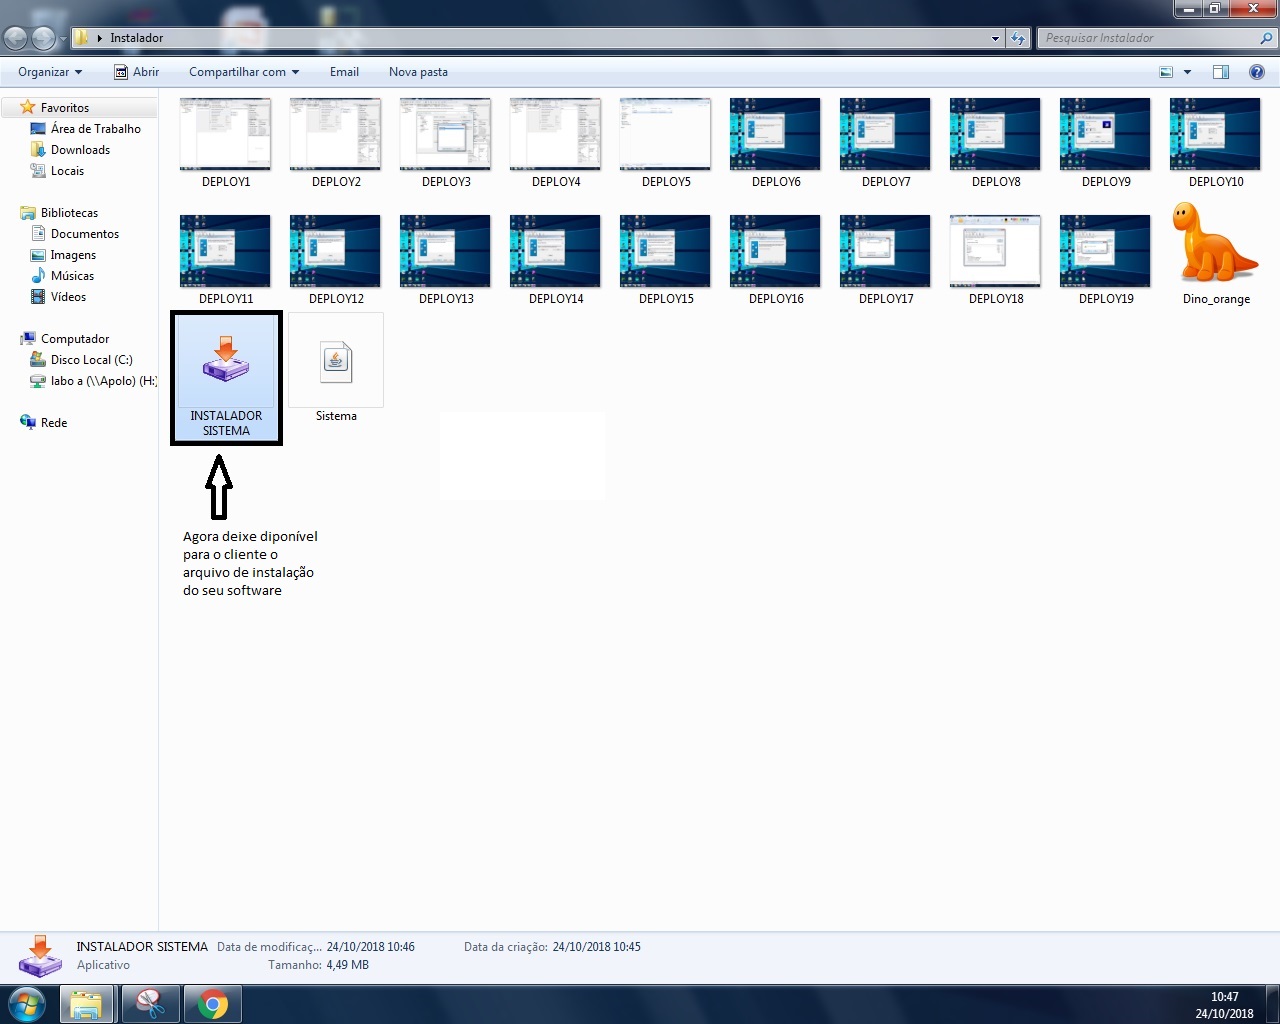 Instalador
Pesquisar Instalador
Organizar
Abrir
Compartilhar com
Email
Nova pasta
Favoritos
Área de Trabalho
Downloads
Locais
Bibliotecas
Documentos
Imagens
Músicas
Vídeos
Computador
Disco Local (C:)
labo a (\\Apolo) (H:)
Rede
DEPLOY1
DEPLOY2
DEPLOY3
DEPLOY4
DEPLOY5
DEPLOY6
DEPLOY7
DEPLOY8
DEPLOY9
DEPLOY10
DEPLOY11
DEPLOY12
DEPLOY13
DEPLOY14
DEPLOY15
DEPLOY16
DEPLOY17
DEPLOY18
DEPLOY19
Dino_orange
INSTALADOR
SISTEMA
Sistema
Agora deixe diponível
para o cliente o
arquivo de instalação
do seu software
INSTALADOR SISTEMA Data de modificaç... 24/10/2018 10:46 Data da criação: 24/10/2018 10:45
Aplicativo Tamanho: 4,49 MB
10:47
24/10/2018